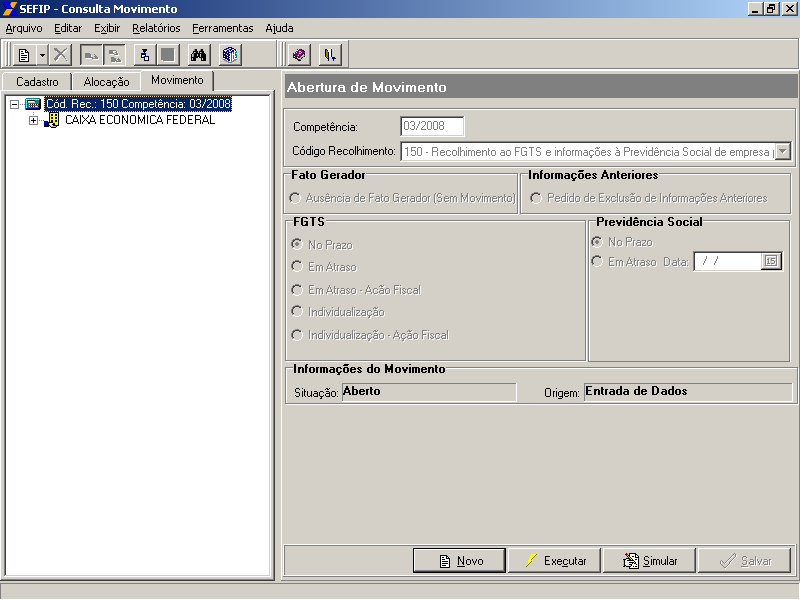 SEFIP - Consulta Movimento
Arquivo Editar Exibir Relatórios Ferramentas Ajuda
Cadastro Alocação Movimento
Cód. Rec.: 150 Competência: 03/2008
CAIXA ECONOMICA FEDERAL
Abertura de Movimento
Competência: 03/2008
Código Recolhimento: 150 - Recolhimento ao FGTS e informações à Previdência Social de empresa
Fato Gerador
Ausência de Fato Gerador (Sem Movimento)
Informações Anteriores
Pedido de Exclusão de Informações Anteriores
FGTS
No Prazo
Em Atraso
Em Atraso - Acão Fiscal
Individualização
Individualização - Ação Fiscal
Previdência Social
No Prazo
Em Atraso Data: / / 15
Informações do Movimento
Situação: Aberto Origem: Entrada de Dados
Novo Executar Simular Salvar